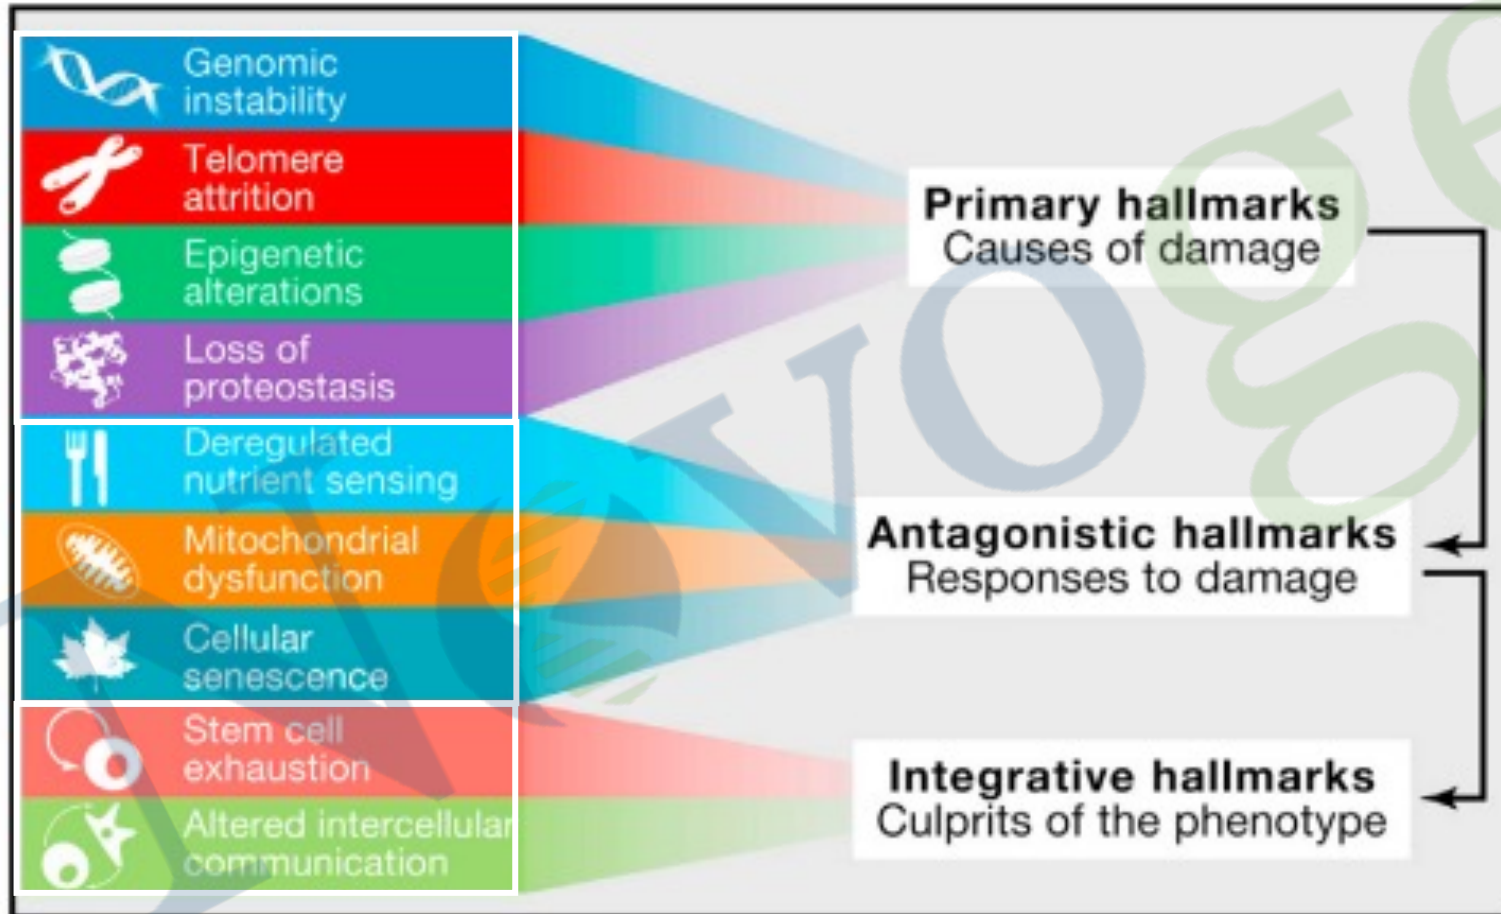 Genomic
instability
Telomere
attrition
Epigenetic
alterations
Loss of
proteostasis
Deregulated
nutrient sensing
Mitochondrial
dysfunction
Cellular
senescence
Stem cell
exhaustion
Altered intercellular
communication
Primary hallmarks
Causes of damage
Antagonistic hallmarks
Responses to damage
Integrative hallmarks
Culprits of the phenotype